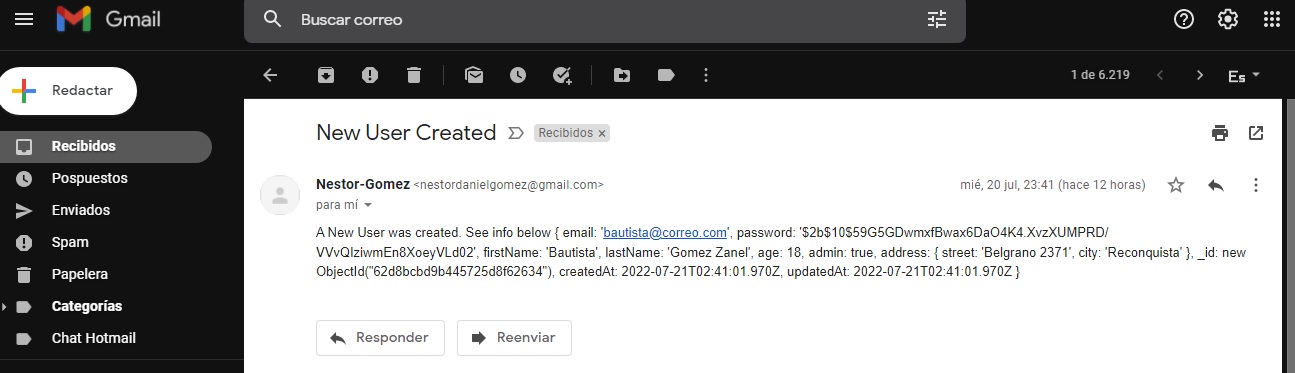 Gmail
Buscar correo
Redactar
1 de 6.219
Es
Recibidos
Pospuestos
Enviados
Spam
Papelera
Categorías
Chat Hotmail
New User Created
Recibidos x
Nestor-Gomez <nestordanielgomez@gmail.com>
mié, 20 jul, 23:41 (hace 12 horas)
para mí
A New User was created. See info below { email: 'bautista@correo.com', password: '$2b$10$59G5GDwmxfBwax6DaO4K4.XvzXUMPRD/
VVvQIziwmEn8XoeyVLd02', firstName: 'Bautista', lastName: 'Gomez Zanel', age: 18, admin: true, address: { street: 'Belgrano 2371', city: 'Reconquista' }, _id: new
ObjectId("62d8bcbd9b445725d8f62634"), createdAt: 2022-07-21T02:41:01.970Z, updatedAt: 2022-07-21T02:41:01.970Z }
Responder
Reenviar